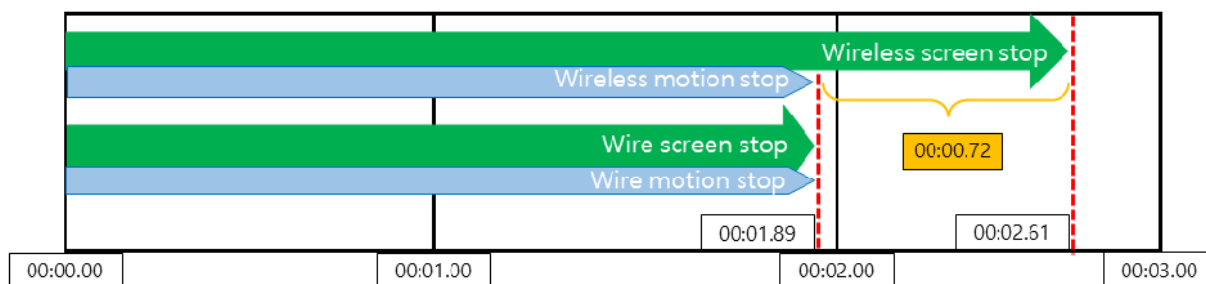 Wireless screen stop
Wireless motion stop
Wire screen stop
00:00.72
Wire motion stop
00:01.89
00:02.61
00:00.00
00:01.00
00:02.00
00:03.00